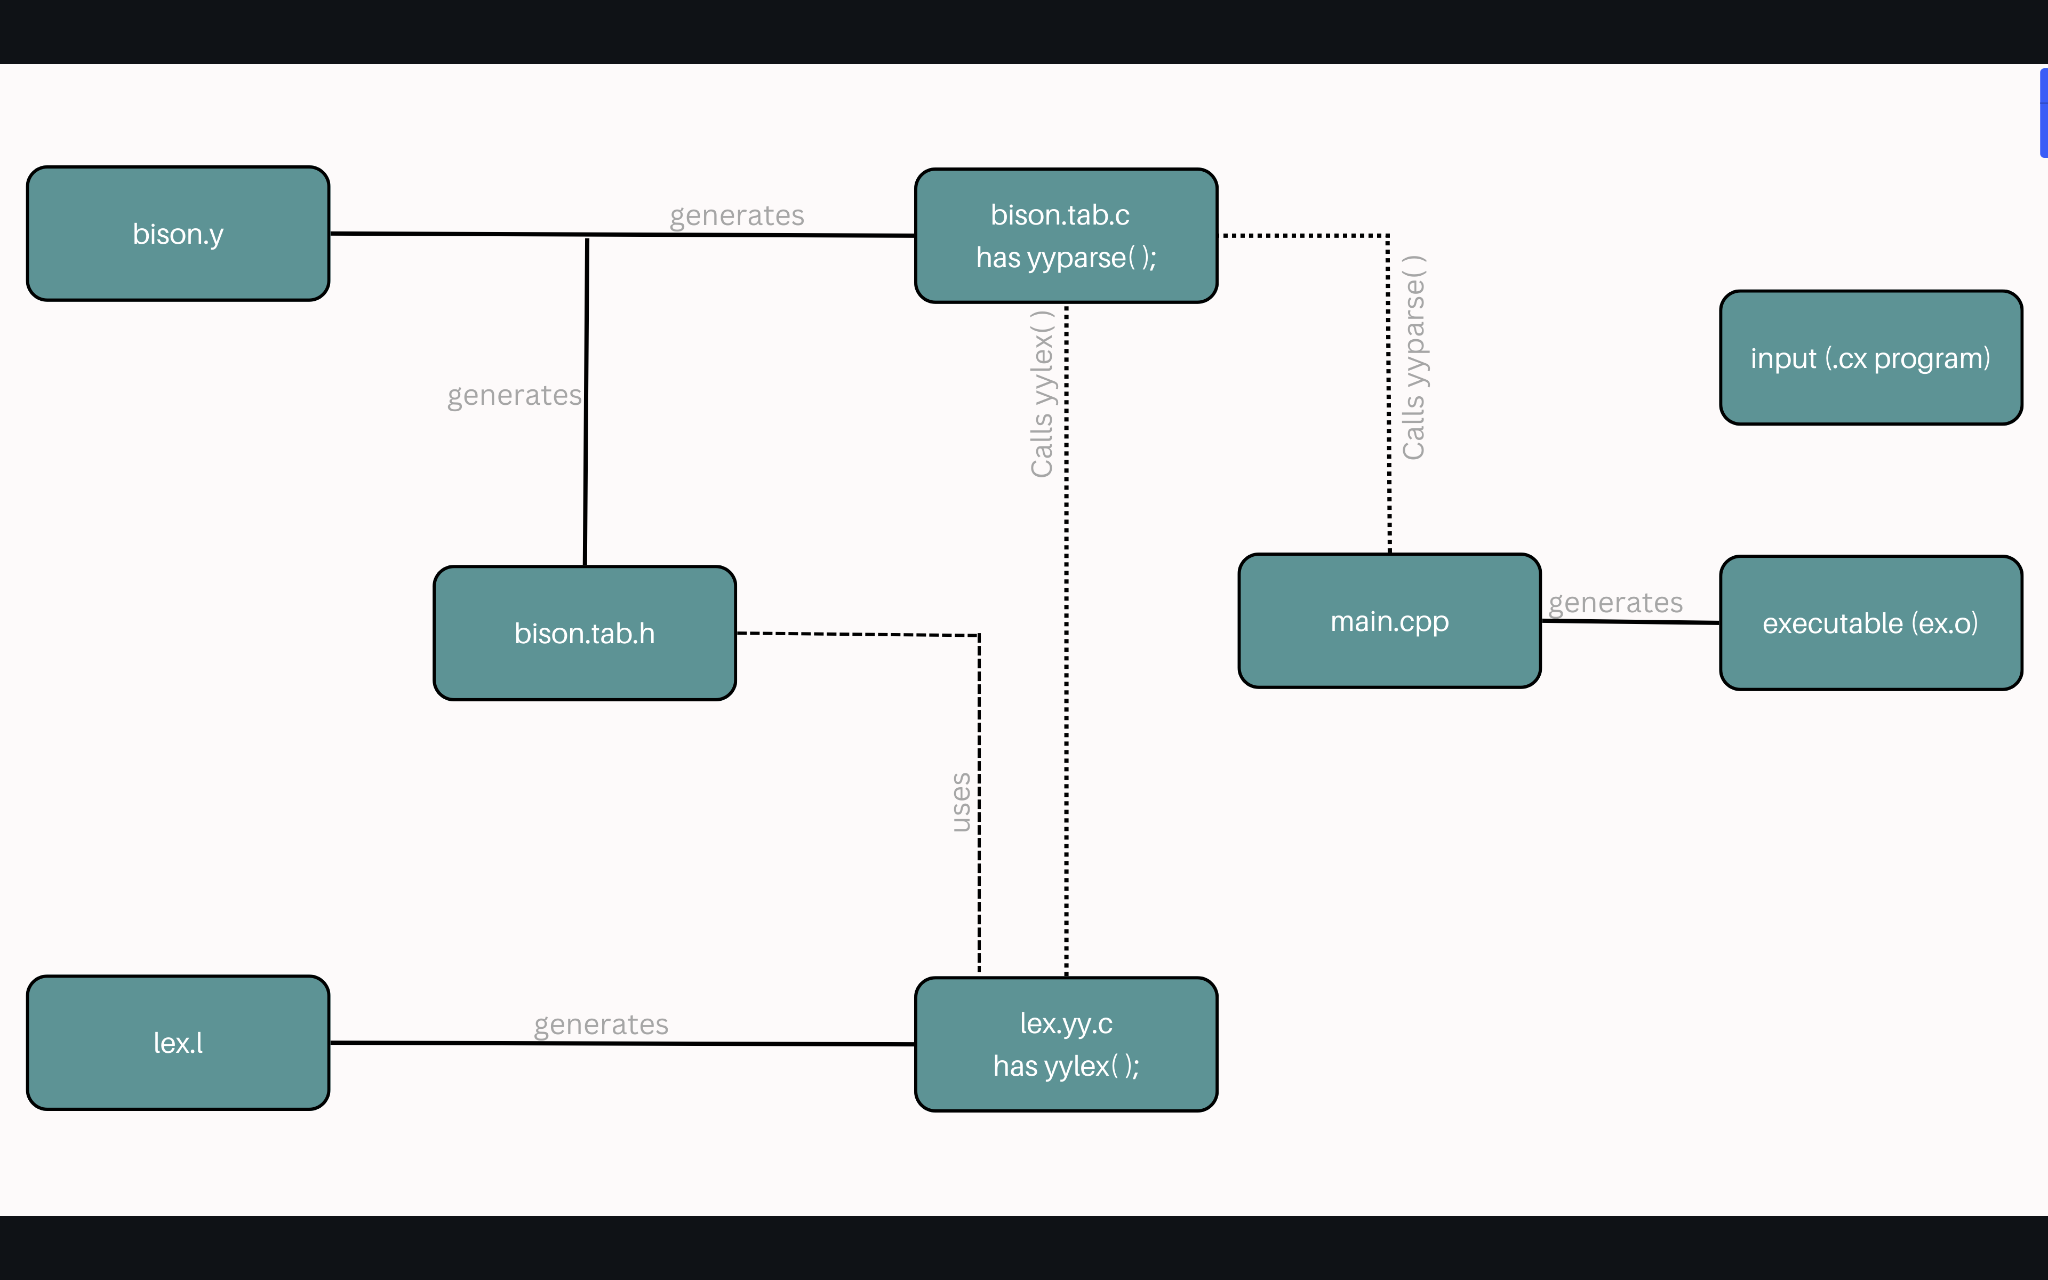 bison.y
generates
bison.tab.c
has yyparse( );
Calls yyparse( )
Calls yylex( )
input (.cx program)
generates
bison.tab.h
main.cpp
generates
executable (ex.o)
uses
lex.l
generates
lex.yy.c
has yylex( );